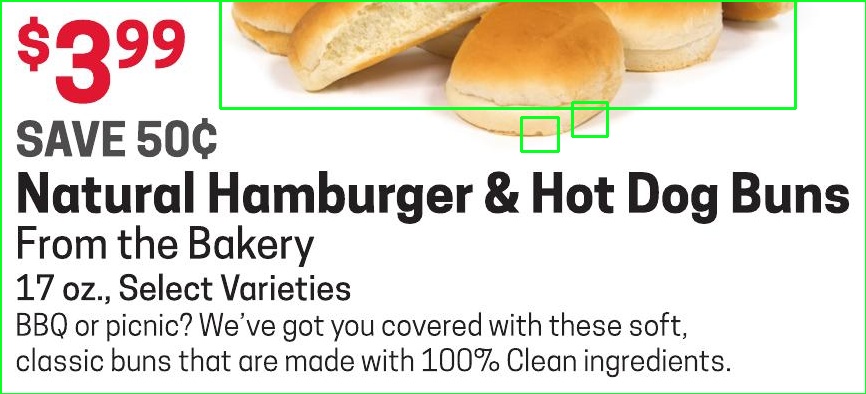 $3.99
SAVE 50¢
Natural Hamburger & Hot Dog Buns
From the Bakery
17 oz., Select Varieties
BBQ or picnic? We've got you covered with these soft,
classic buns that are made with 100% Clean ingredients.